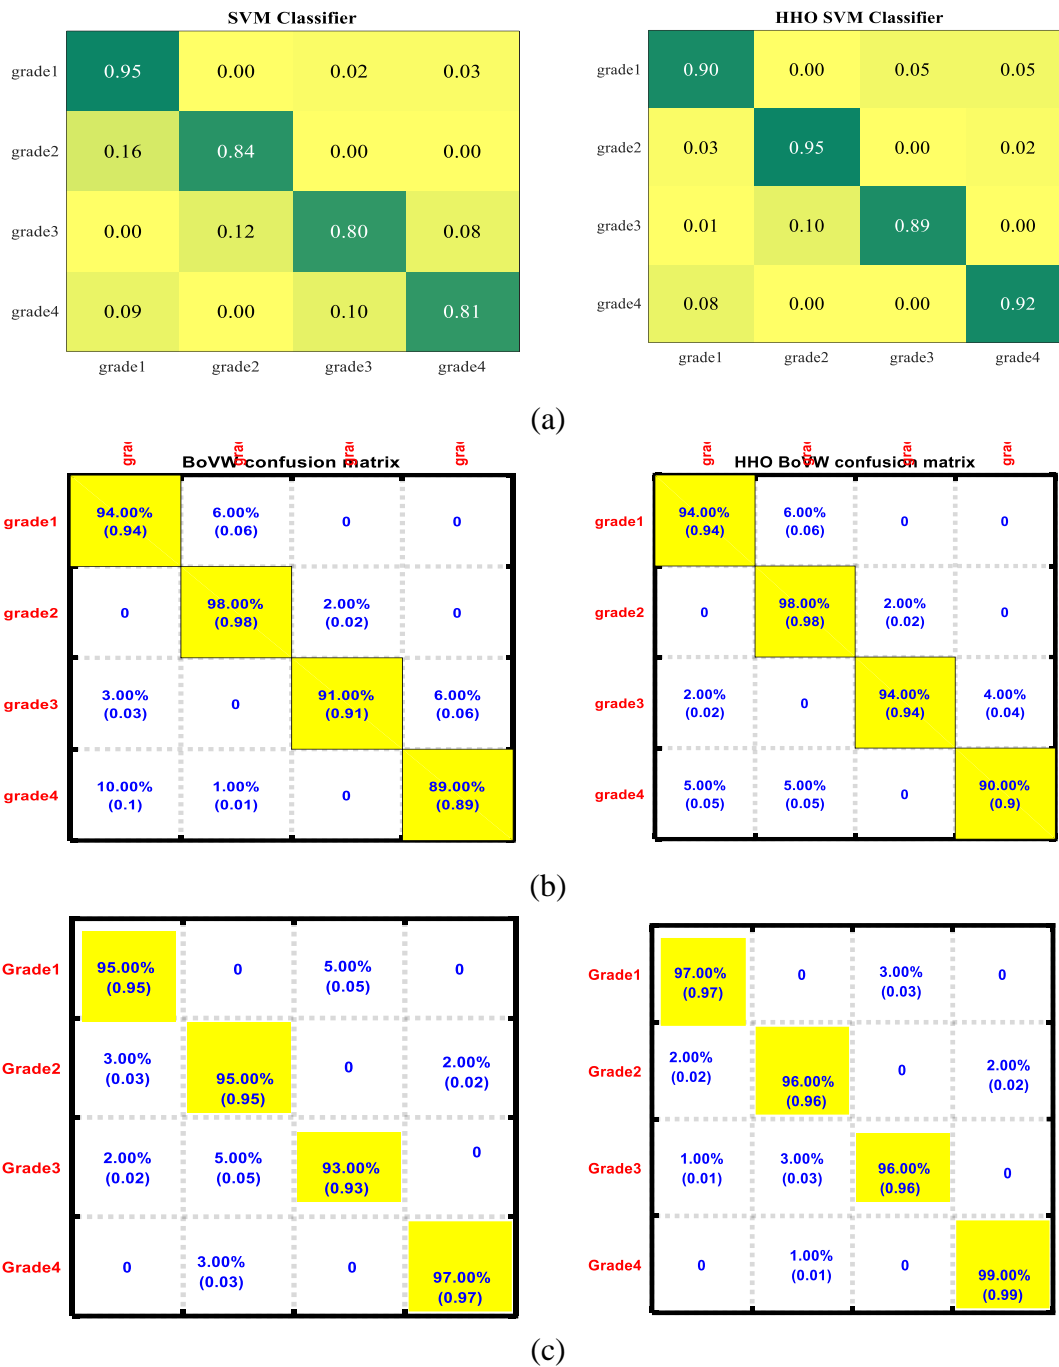 SVM Classifier
HHO SVM Classifier
grade1 0.95 0.00 0.02 0.03
grade2 0.16 0.84 0.00 0.00
grade3 0.00 0.12 0.80 0.08
grade4 0.09 0.00 0.10 0.81
grade1 grade2 grade3 grade4
grade1 0.90 0.00 0.05 0.05
grade2 0.03 0.95 0.00 0.02
grade3 0.01 0.10 0.89 0.00
grade4 0.08 0.00 0.00 0.92
grade1 grade2 grade3 grade4
(a)
BoVW confusion matrix
grade1 94.00% 6.00% 0 0
(0.94) (0.06)
grade2 0 98.00% 2.00% 0
(0.98) (0.02)
grade3 3.00% 0 91.00% 6.00%
(0.03) (0.91) (0.06)
grade4 10.00% 1.00% 0 89.00%
(0.1) (0.01) (0.89)
HHO BoVW confusion matrix
grade1 94.00% 6.00% 0 0
(0.94) (0.06)
grade2 0 98.00% 2.00% 0
(0.98) (0.02)
grade3 2.00% 0 94.00% 4.00%
(0.02) (0.94) (0.04)
grade4 5.00% 5.00% 0 90.00%
(0.05) (0.05) (0.9)
(b)
Grade1 95.00% 0 5.00% 0
(0.95) (0.05)
Grade2 3.00% 95.00% 0 2.00%
(0.03) (0.95) (0.02)
Grade3 2.00% 5.00% 93.00% 0
(0.02) (0.05) (0.93)
Grade4 0 3.00% 0 97.00%
(0.03) (0.97)
Grade1 97.00% 0 3.00% 0
(0.97) (0.03)
Grade2 2.00% 96.00% 0 2.00%
(0.02) (0.96) (0.02)
Grade3 1.00% 3.00% 96.00% 0
(0.01) (0.03) (0.96)
Grade4 0 1.00% 0 99.00%
(0.01) (0.99)
(c)